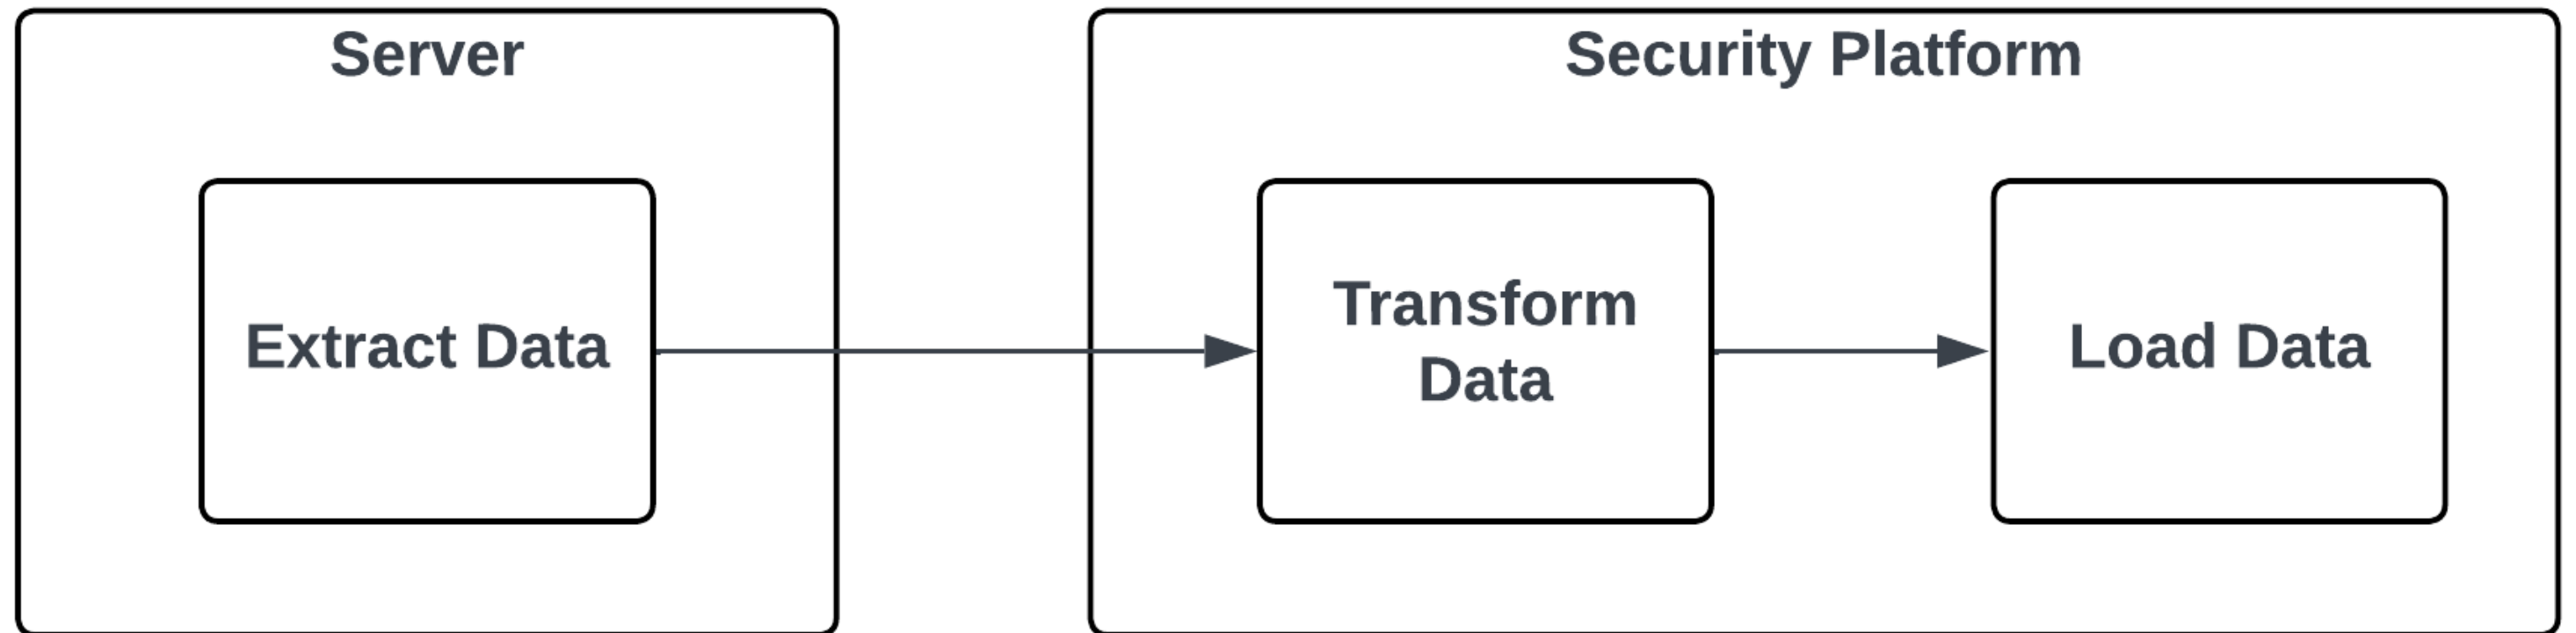 Server
Extract Data
Security Platform
Transform
Data
Load Data